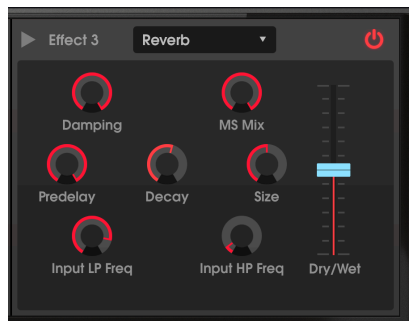 Effect 3
Reverb
Damping
MS Mix
Predelay
Decay
Size
Input LP Freq
Input HP Freq
Dry/Wet